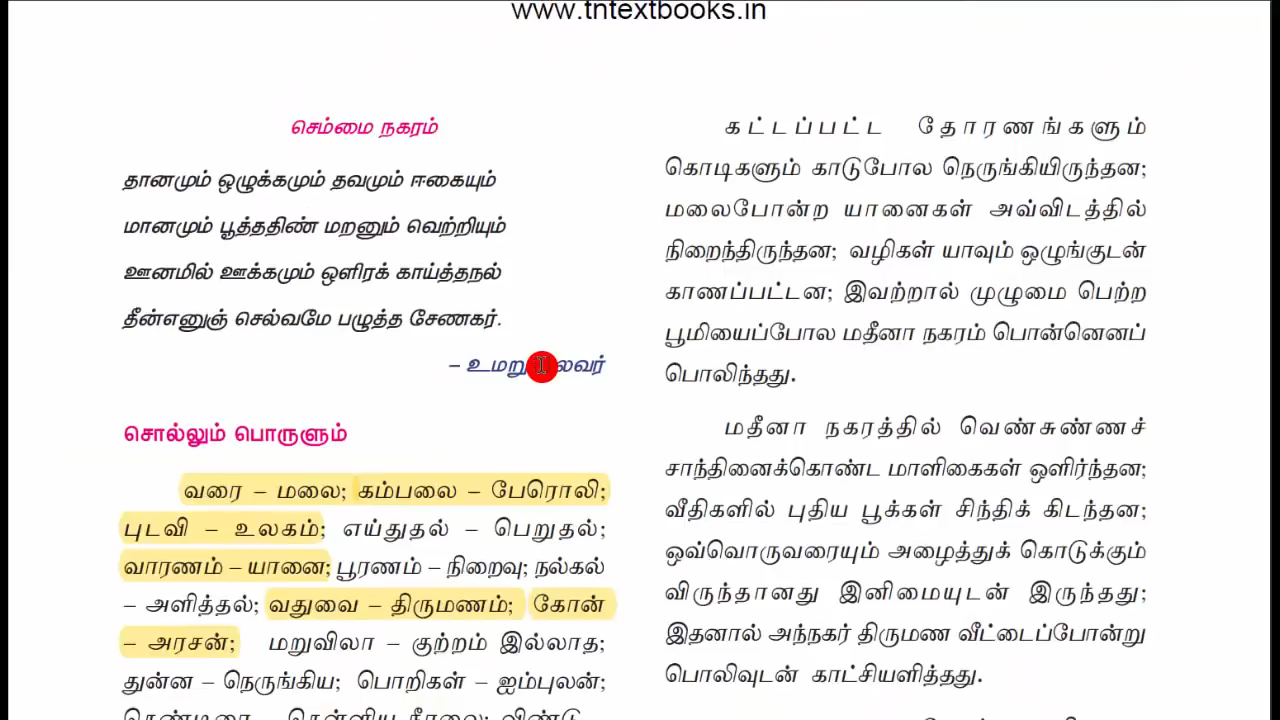 www.tntextbooks.in
செம்மை நகரம்
தானமும் ஒழுக்கமும் தவமும் ஈகையும்
மானமும் பூத்ததிண் மறனும் வெற்றியும்
ஊனமில் ஊக்கமும் ஒளிரக் காய்த்தநல்
தீன்எனுஞ் செல்வமே பழுத்த சேணகர்.
–
சொல்லும் பொருளும்
வரை – மலை; கம்பலை – பேரொலி;
புடவி – உலகம்; எய்துதல் – பெறுதல்;
வாரணம் – யானை; பூரணம் – நிறைவு; நல்கல்
– அளித்தல்; வதுவை – திருமணம்; கோன்
– அரசன்; மறுவிலா – குற்றம் இல்லாத;
துன்ன – நெருங்கிய; பொறிகள் – ஐம்புலன்;
கட்டப்பட்ட தோரணங்களும்
கொடிகளும் காடுபோல நெருங்கியிருந்தன;
மலைபோன்ற யானைகள் அவ்விடத்தில்
நிறைந்திருந்தன; வழிகள் யாவும் ஒழுங்குடன்
காணப்பட்டன; இவற்றால் முழுமை பெற்ற
பூமியைப்போல மதீனா நகரம் பொன்னெனப்
பொலிந்தது.
மதீனா நகரத்தில் வெண்சுண்ணச்
சாந்தினைக்கொண்ட மாளிகைகள் ஒளிர்ந்தன;
வீதிகளில் புதிய பூக்கள் சிந்திக் கிடந்தன;
ஒவ்வொருவரையும் அழைத்துக் கொடுக்கும்
விருந்தானது இனிமையுடன் இருந்தது;
இதனால் அந்நகர் திருமண வீட்டைப்போன்று
பொலிவுடன் காட்சியளித்தது.